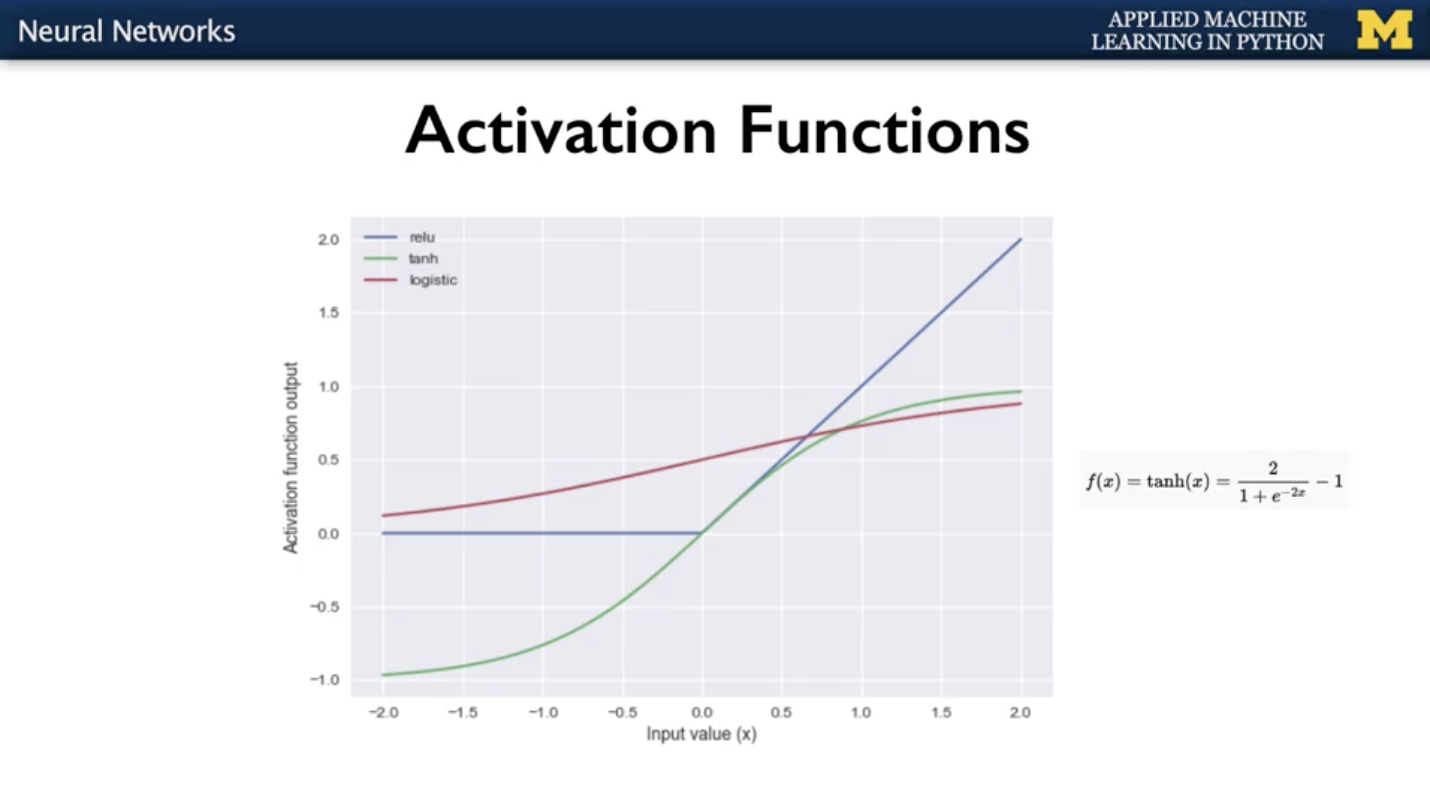 Neural Networks
APPLIED MACHINE
LEARNING IN PYTHON
M
Activation Functions
relu
tanh
logistic
2.0
1.5
1.0
0.5
0.0
−0.5
−1.0
Activation function output
−2.0 −1.5 −1.0 −0.5 0.0 0.5 1.0 1.5 2.0
Input value (x)
f(x) = tanh(x) = 2 / (1 + e^{−2x}) − 1